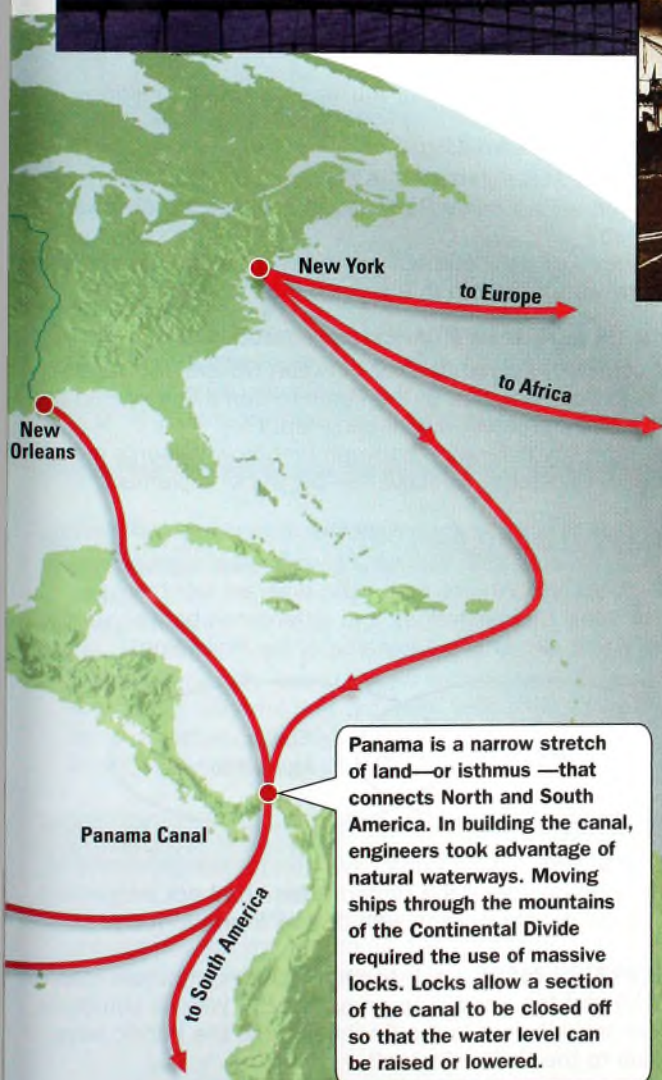 New York
to Europe
to Africa
New
Orleans
Panama Canal
to South America
Panama is a narrow stretch
of land—or isthmus —that
connects North and South
America. In building the canal,
engineers took advantage of
natural waterways. Moving
ships through the mountains
of the Continental Divide
required the use of massive
locks. Locks allow a section
of the canal to be closed off
so that the water level can
be raised or lowered.